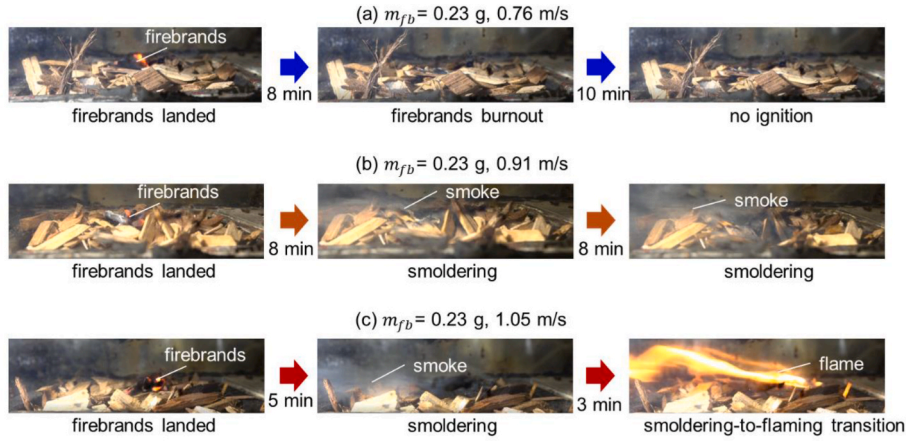 (a) m_fb = 0.23 g, 0.76 m/s
firebrands
8 min
10 min
firebrands landed
firebrands burnout
no ignition
(b) m_fb = 0.23 g, 0.91 m/s
firebrands
smoke
smoke
8 min
8 min
firebrands landed
smoldering
smoldering
(c) m_fb = 0.23 g, 1.05 m/s
firebrands
smoke
flame
5 min
3 min
firebrands landed
smoldering
smoldering-to-flaming transition